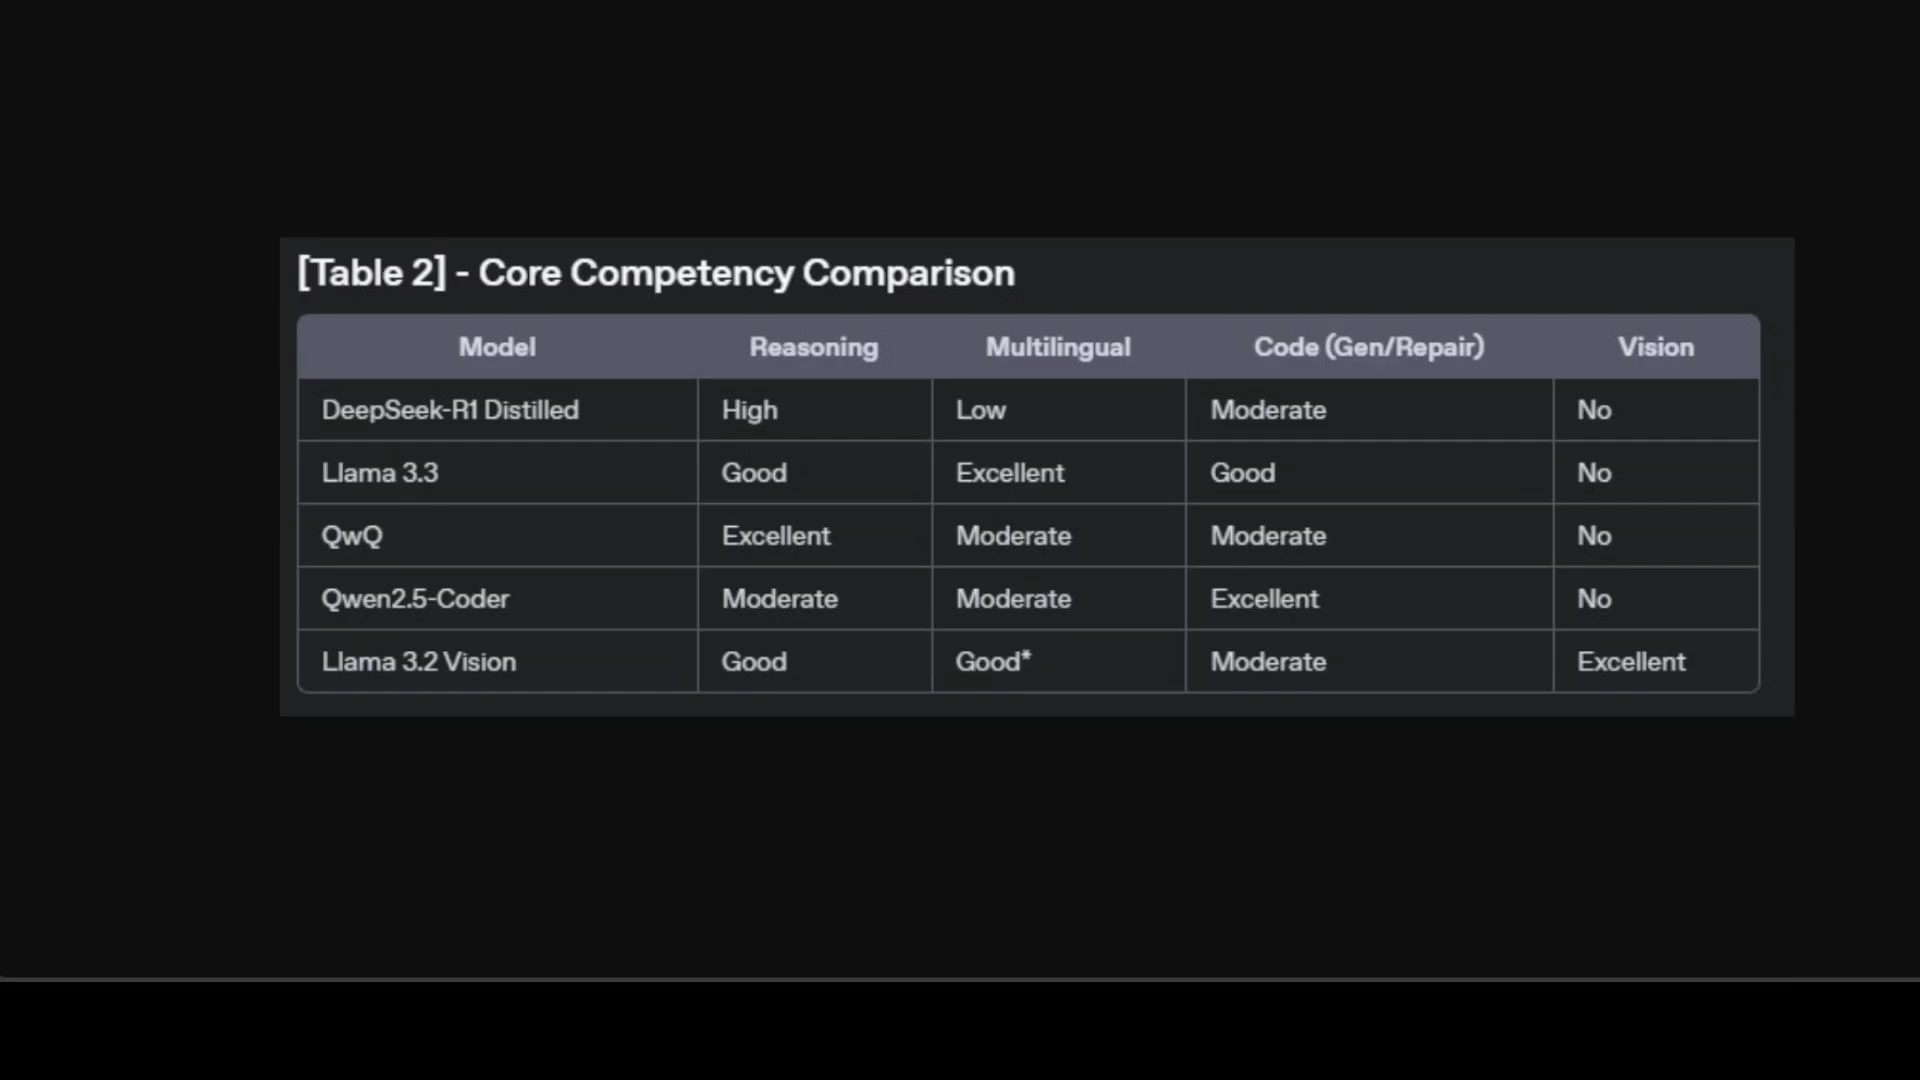 [Table 2] - Core Competency Comparison
Model Reasoning Multilingual Code (Gen/Repair) Vision
DeepSeek-R1 Distilled High Low Moderate No
Llama 3.3 Good Excellent Good No
QwQ Excellent Moderate Moderate No
Qwen2.5-Coder Moderate Moderate Excellent No
Llama 3.2 Vision Good Good* Moderate Excellent